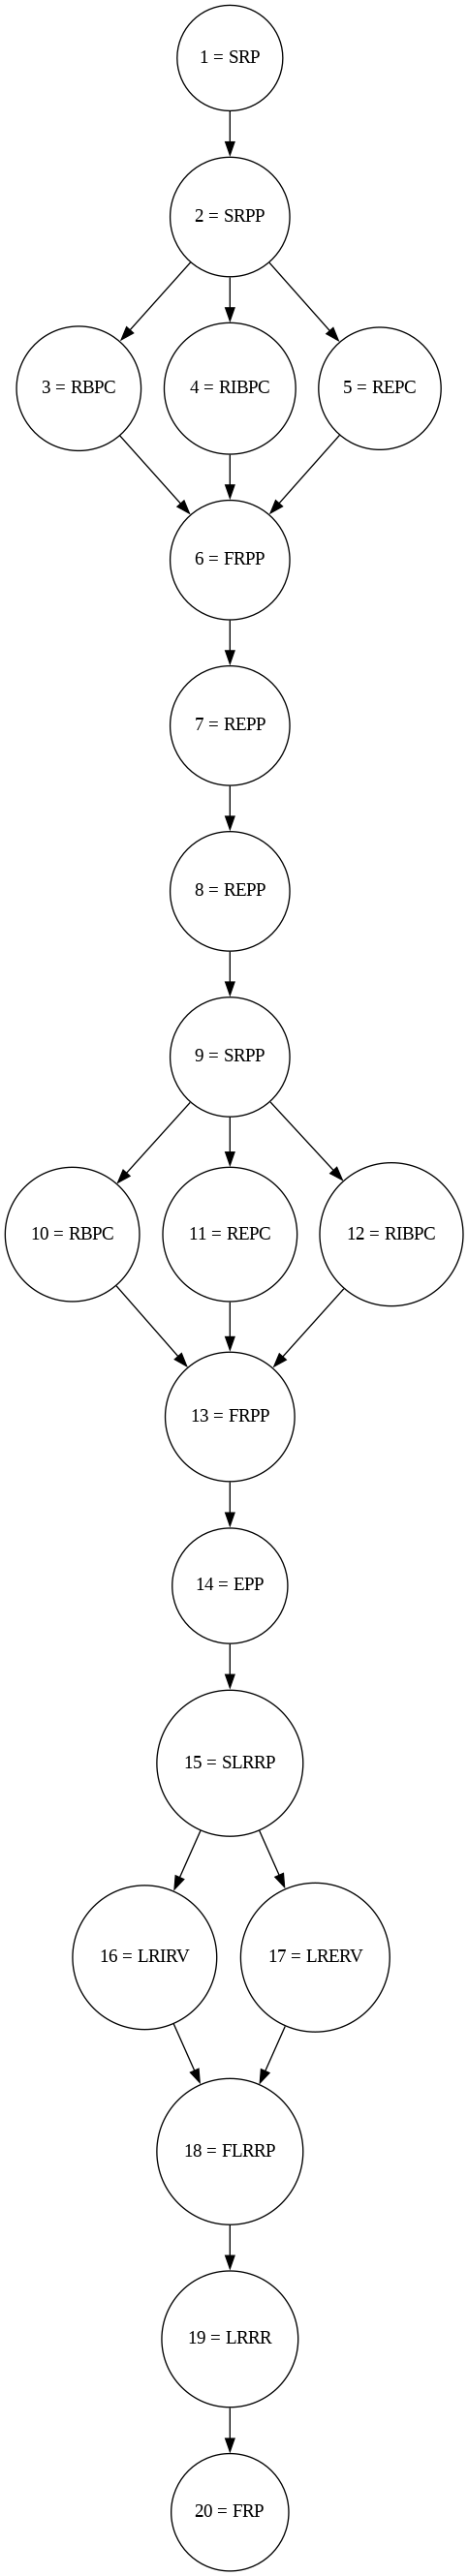 1 = SRP
2 = SRPP
3 = RBPC
4 = RIBPC
5 = REPC
6 = FRPP
7 = REPP
8 = REPP
9 = SRPP
10 = RBPC
11 = REPC
12 = RIBPC
13 = FRPP
14 = EPP
15 = SLRRP
16 = LRIRV
17 = LRERV
18 = FLRRP
19 = LRRR
20 = FRP